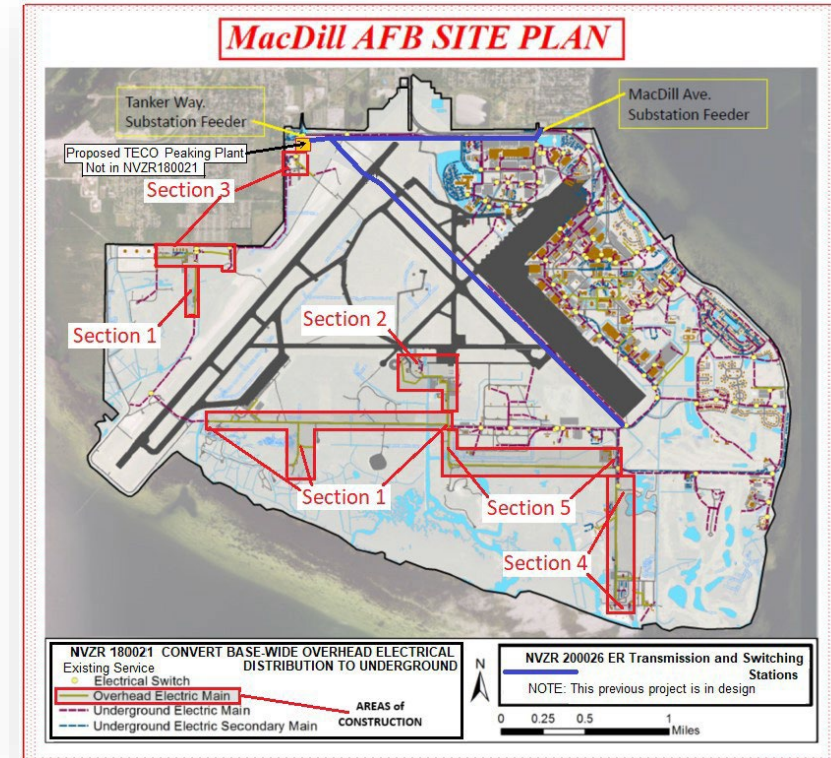 MacDill AFB SITE PLAN
Tanker Way.
Substation Feeder
MacDill Ave.
Substation Feeder
Proposed TECO Peaking Plant
Not in NVZR180021
Section 3
Section 1
Section 2
Section 1
Section 5
Section 4
NVZR 180021 CONVERT BASE-WIDE OVERHEAD ELECTRICAL
DISTRIBUTION TO UNDERGROUND
Existing Service
Electrical Switch
Overhead Electric Main
Underground Electric Main
Underground Electric Secondary Main
AREAS of
CONSTRUCTION
N
NVZR 200026 ER Transmission and Switching
Stations
NOTE: This previous project is in design
0 0.25 0.5 1
Miles